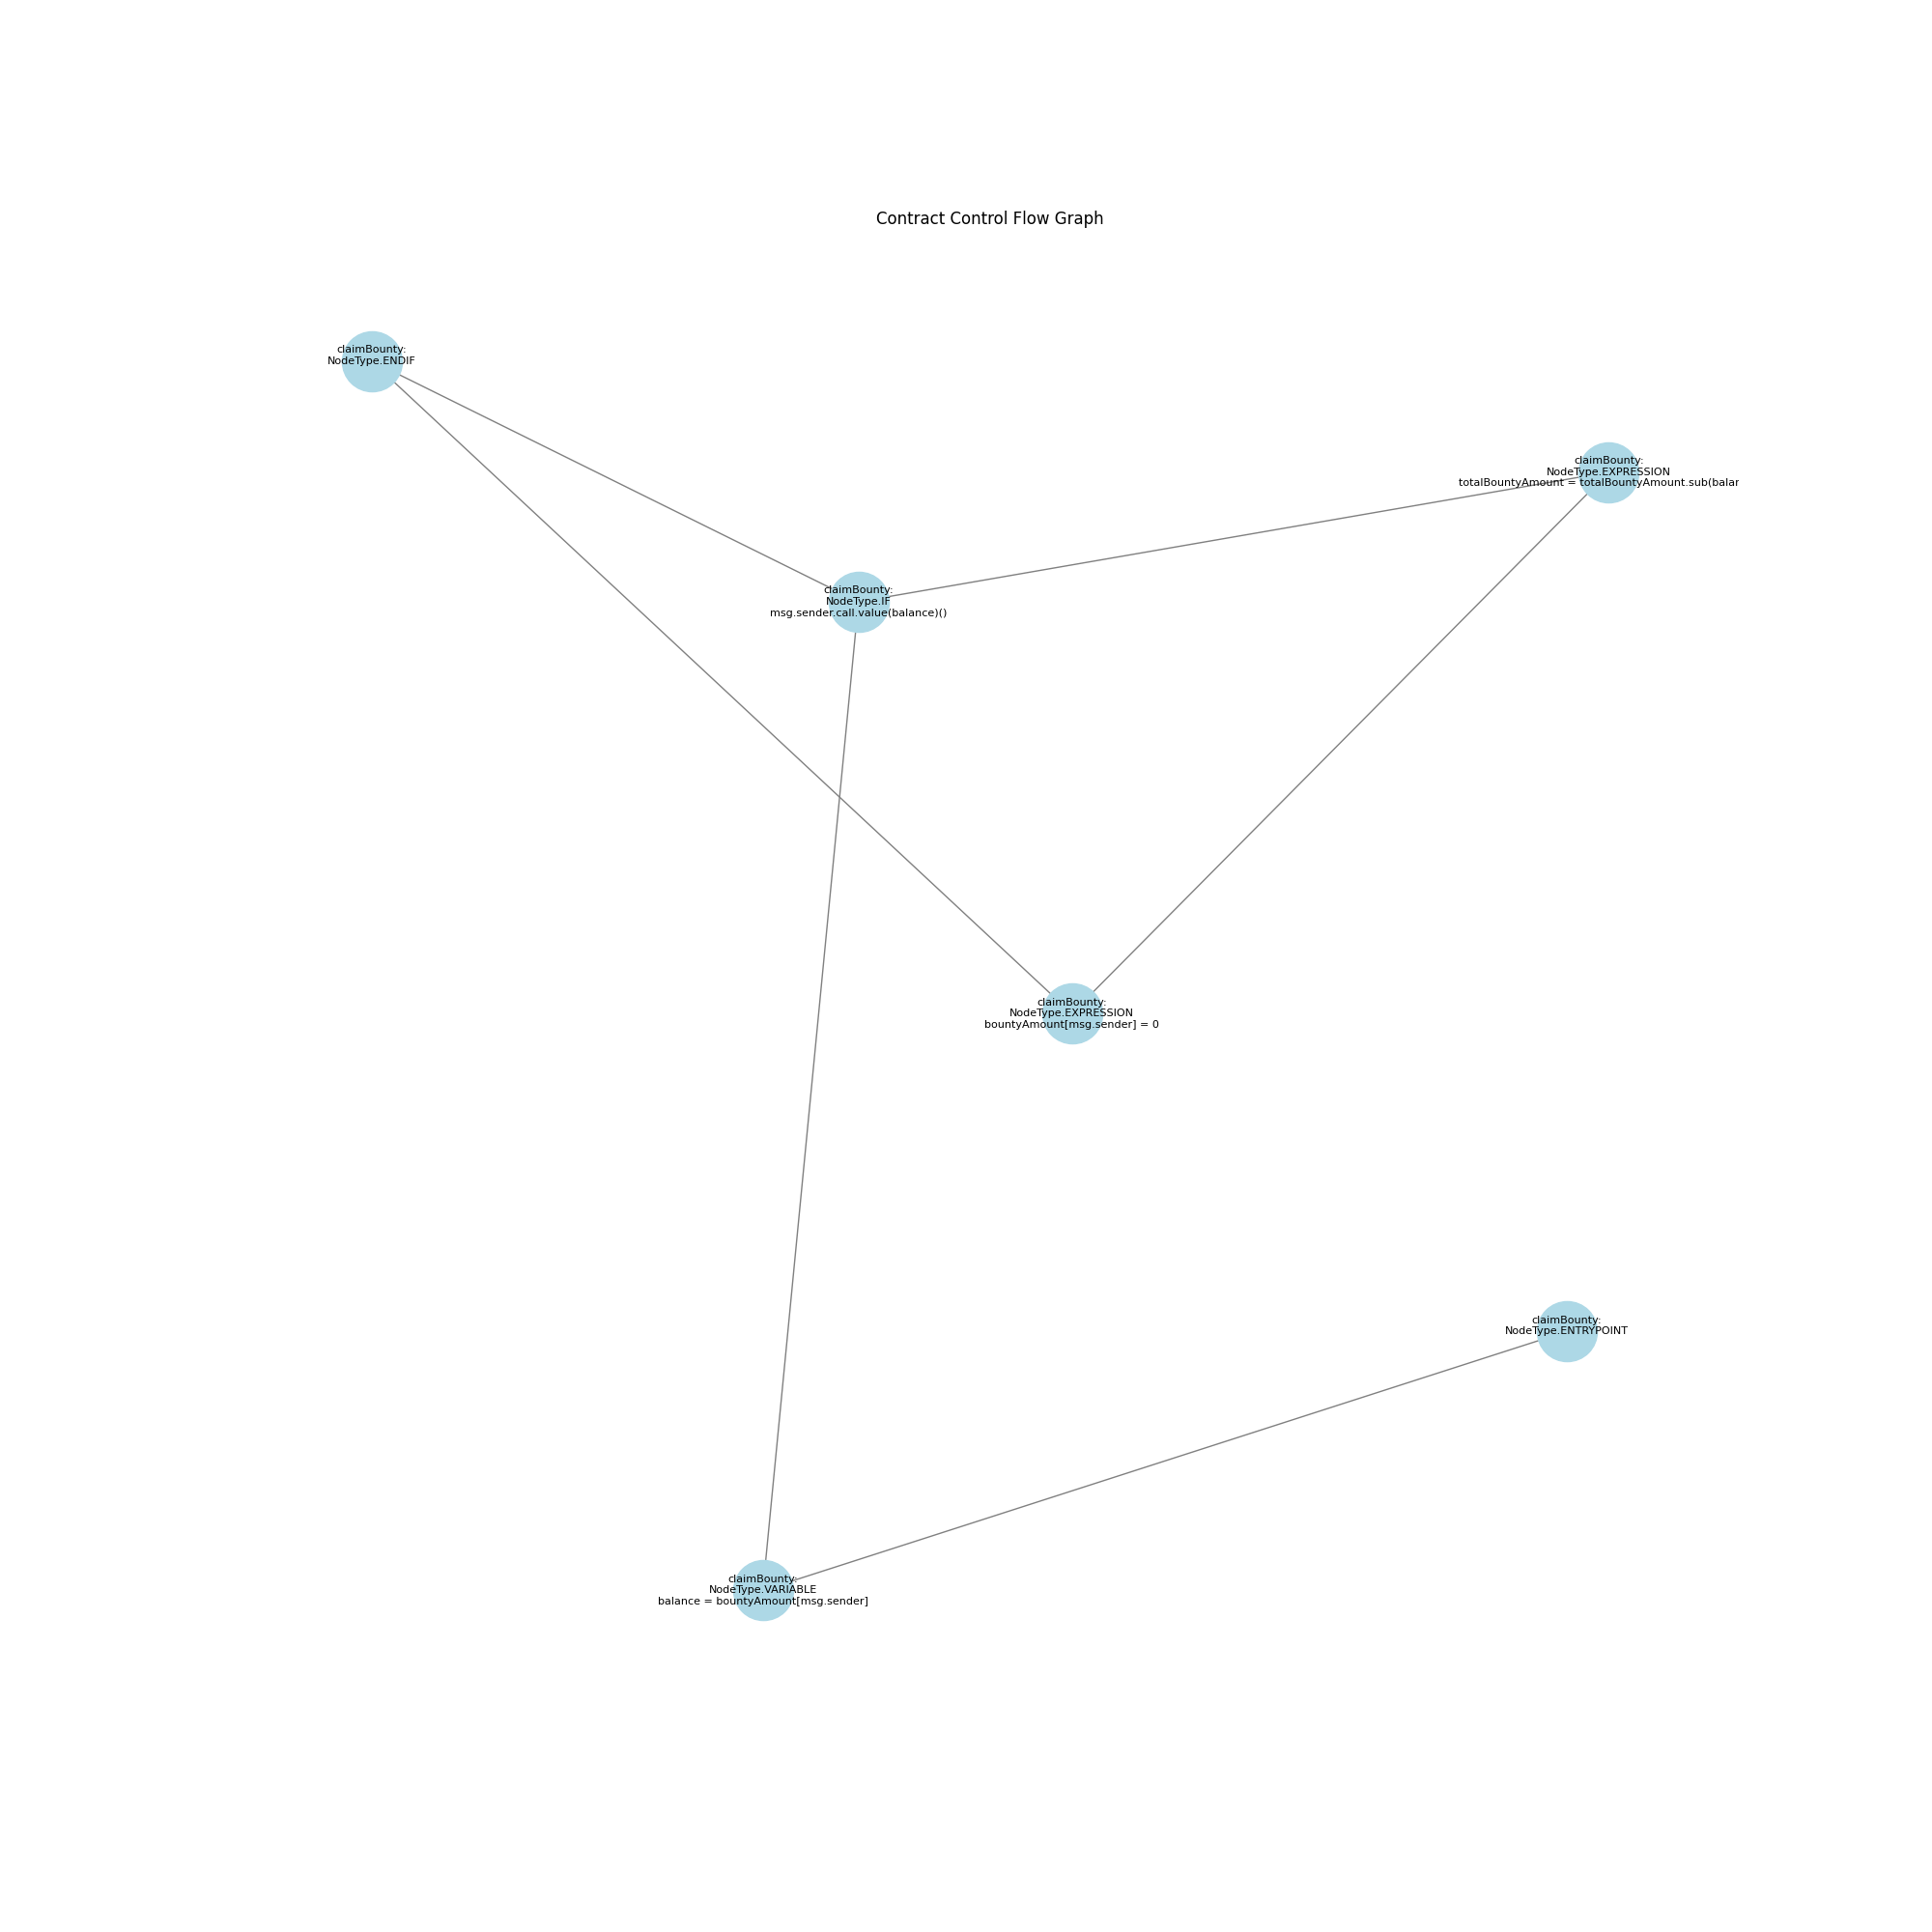 Contract Control Flow Graph
claimBounty:
NodeType.ENDIF
claimBounty:
NodeType.EXPRESSION
totalBountyAmount = totalBountyAmount.sub(balar
claimBounty:
NodeType.IF
msg.sender.call.value(balance)()
claimBounty:
NodeType.EXPRESSION
bountyAmount[msg.sender] = 0
claimBounty:
NodeType.ENTRYPOINT
claimBounty:
NodeType.VARIABLE
balance = bountyAmount[msg.sender]